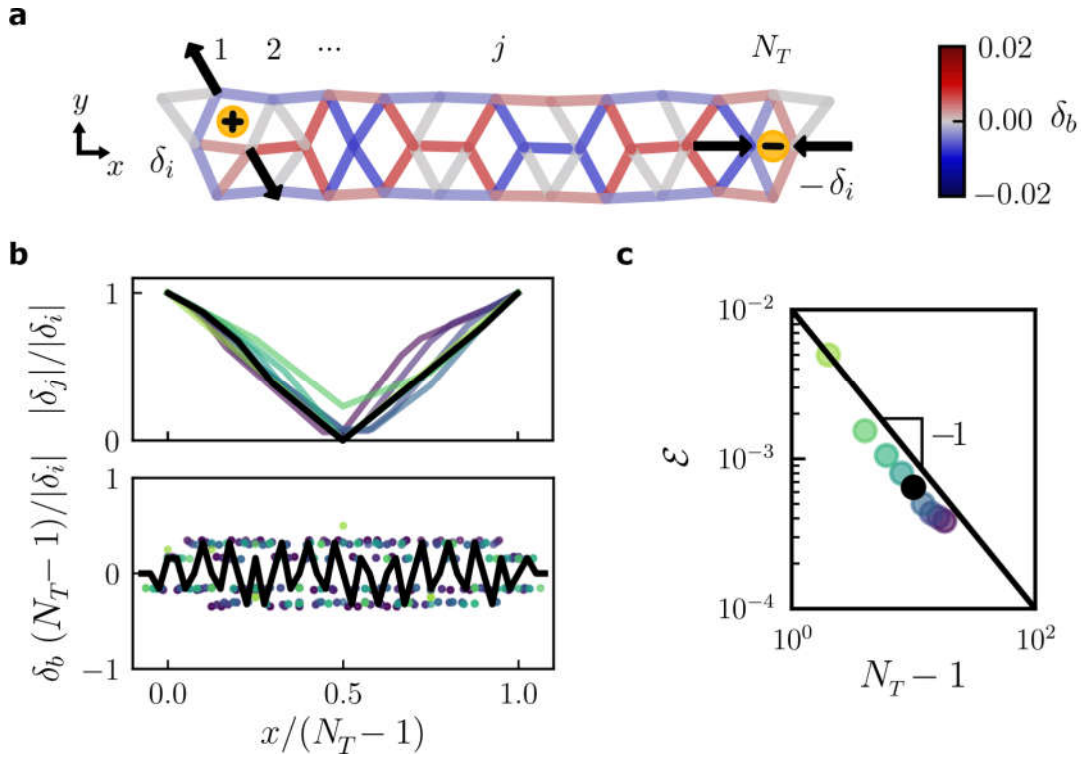 a
1 2 ... j N_T
y
x
δ_i
+
−
−δ_i
0.02
0.00
−0.02
δ_b
b
|δ_j|/|δ_i|
1
0
δ_b (N_T − 1)/|δ_i|
1
0
−1
0.0 0.5 1.0
x/(N_T − 1)
c
ℰ
10^{-2}
10^{-3}
10^{-4}
−1
10^0 10^2
N_T − 1